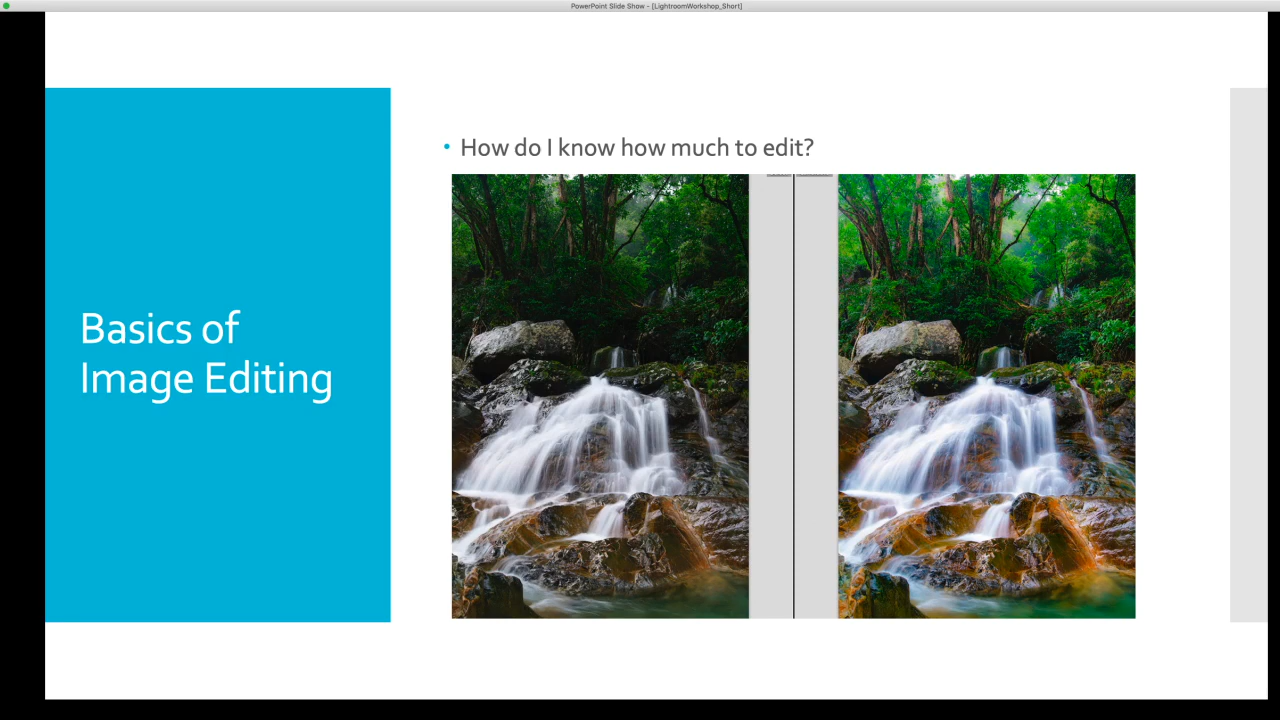 PowerPoint Slide Show - [LightroomWorkshop_Short]
• How do I know how much to edit?
Basics of
Image Editing